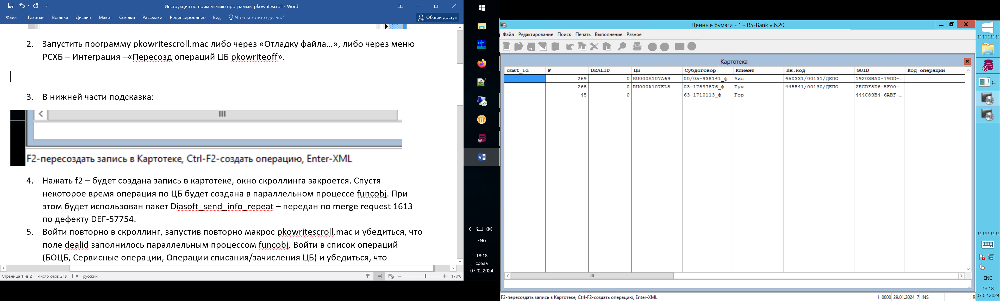 Инструкция по применению программы pkowritescroll - Word
Файл Главная Вставка Дизайн Макет Ссылки Рассылки Рецензирование Вид Что вы хотите сделать? Общий доступ
2. Запустить программу pkowritescroll.mac либо через «Отладку файла...», либо через меню
РСХБ – Интеграция –«Пересозд операций ЦБ pkowriteoff».
3. В нижней части подсказка:
F2-пересоздать запись в Картотеке, Ctrl-F2-создать операцию, Enter-XML
4. Нажать f2 – будет создана запись в картотеке, окно скроллинга закроется. Спустя
некоторое время операция по ЦБ будет создана в параллельном процессе funcobj. При
этом будет использован пакет Diasoft_send_info_repeat – передан по merge request 1613
по дефекту DEF-57754.
5. Войти повторно в скроллинг, запустив повторно макрос pkowritescroll.mac и убедиться, что
поле dealid заполнилось параллельным процессом funcobj. Войти в список операций
(БОЦБ, Сервисные операции, Операции списания/зачисления ЦБ) и убедиться, что
Страница 1 из 2 Число слов: 219 русский 170%
ENG
18:18
среда
07.02.2024
Ценные бумаги - 1 - RS-Bank v.6.20
Файл Редактирование Поиск Печать Выполнение Разное
Картотека
cust_id № DEALID ЦБ Субдоговор Клиент Вн.код GUID Код операции
269 0 RU000A107A69 00/05-938141_ф Зил 450331/00131/ДЕПО 19203BA0-79DD-...
268 0 RU000A107EL8 03-17897876_ф Туч 445541/00130/ДЕПО 2ECDF8D6-5F00-...
45 0 63-1710113_ф Гор 444C89B4-6ABF-...
F2-пересоздать запись в Картотеке, Ctrl-F2-создать операцию, Enter-XML
1 0000 29.01.2024 7 INS R
{...
ENG
13:18
07.02.2024